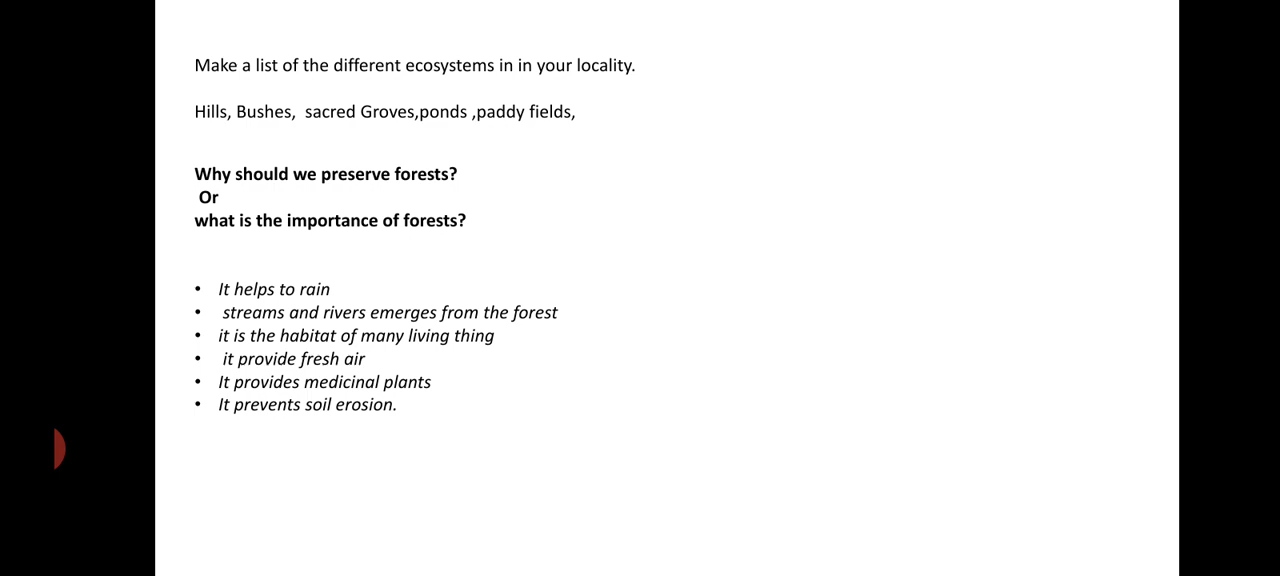 Make a list of the different ecosystems in in your locality.
Hills, Bushes,  sacred Groves,ponds ,paddy fields,
Why should we preserve forests?
Or
what is the importance of forests?
• It helps to rain
• streams and rivers emerges from the forest
• it is the habitat of many living thing
• it provide fresh air
• It provides medicinal plants
• It prevents soil erosion.